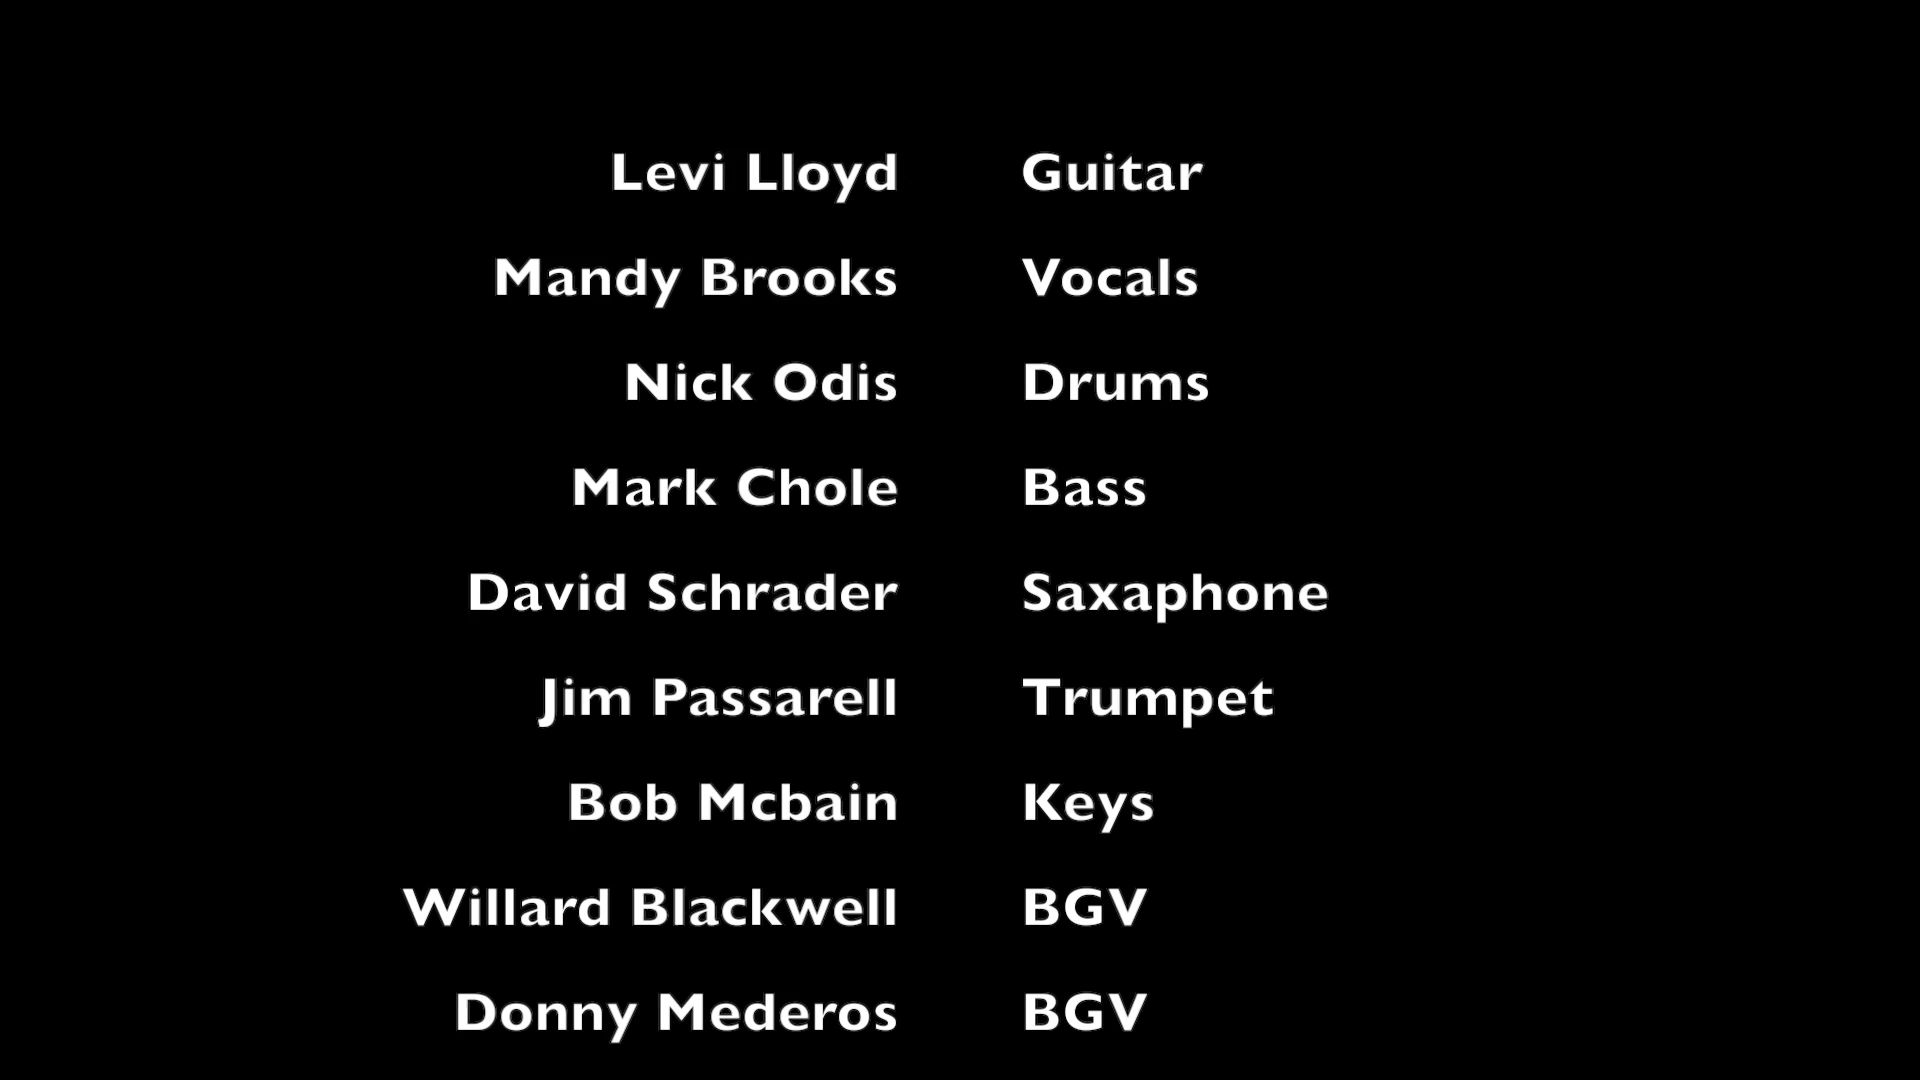 Levi Lloyd Guitar
Mandy Brooks Vocals
Nick Odis Drums
Mark Chole Bass
David Schrader Saxaphone
Jim Passarell Trumpet
Bob Mcbain Keys
Willard Blackwell BGV
Donny Mederos BGV